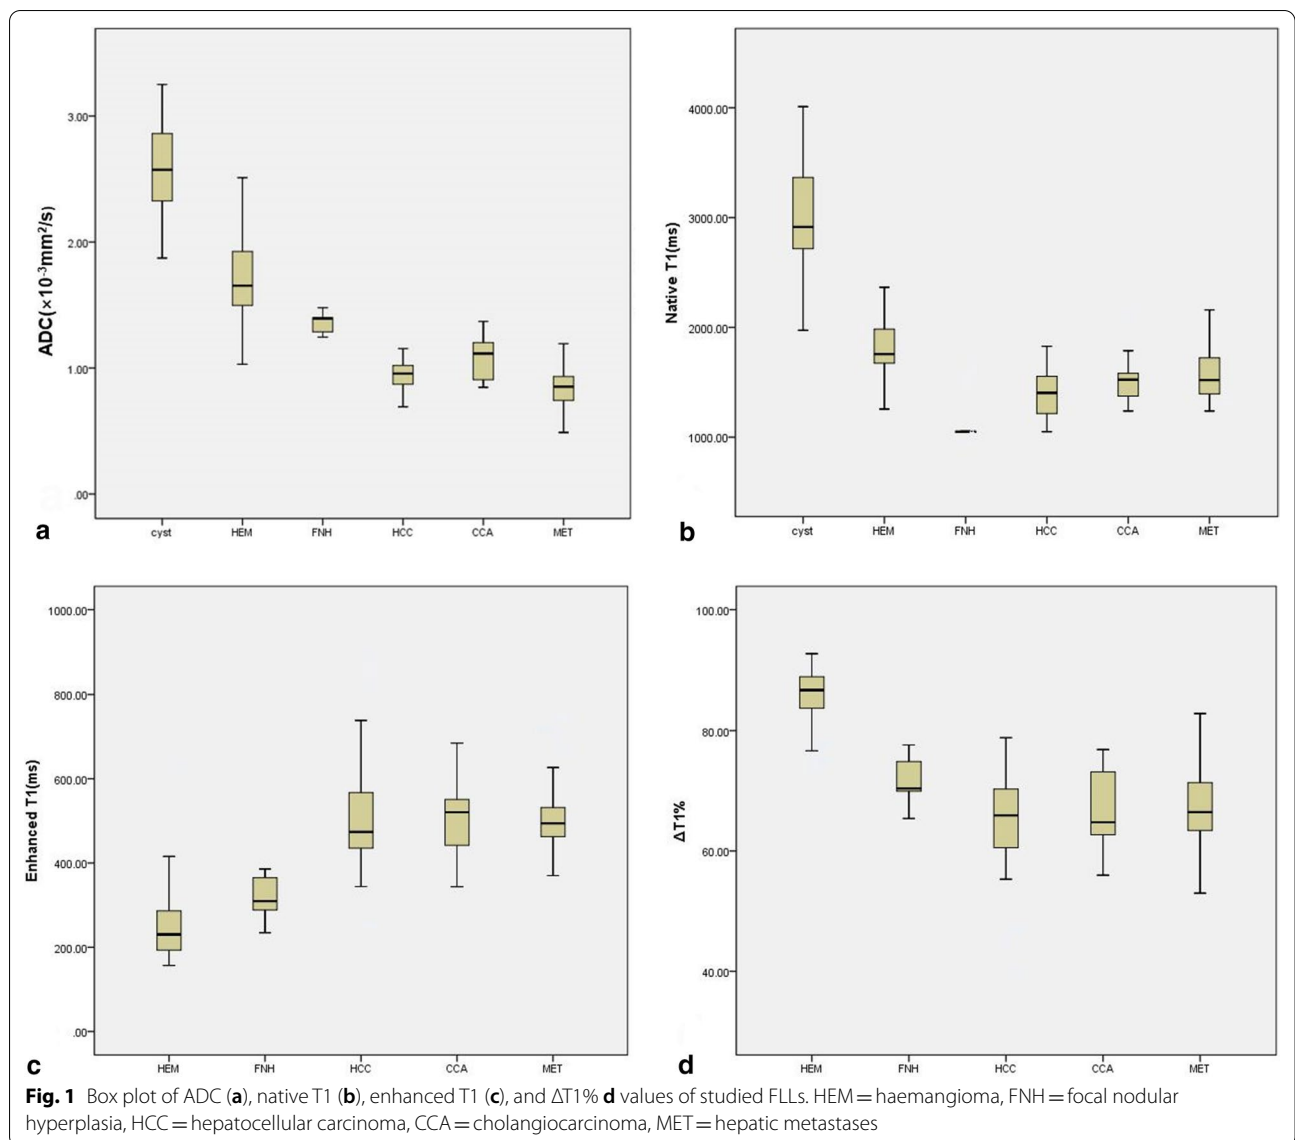 3.00
2.00
1.00
.00
ADC(×10-3mm2/s)
cyst HEM FNH HCC CCA MET
a
4000.00
3000.00
2000.00
1000.00
Native T1(ms)
cyst HEM FNH HCC CCA MET
b
1000.00
800.00
600.00
400.00
200.00
.00
Enhanced T1(ms)
HEM FNH HCC CCA MET
c
100.00
80.00
60.00
40.00
ΔT1%
HEM FNH HCC CCA MET
d
Fig. 1 Box plot of ADC (a), native T1 (b), enhanced T1 (c), and ΔT1% d values of studied FLLs. HEM = haemangioma, FNH = focal nodular
hyperplasia, HCC = hepatocellular carcinoma, CCA = cholangiocarcinoma, MET = hepatic metastases